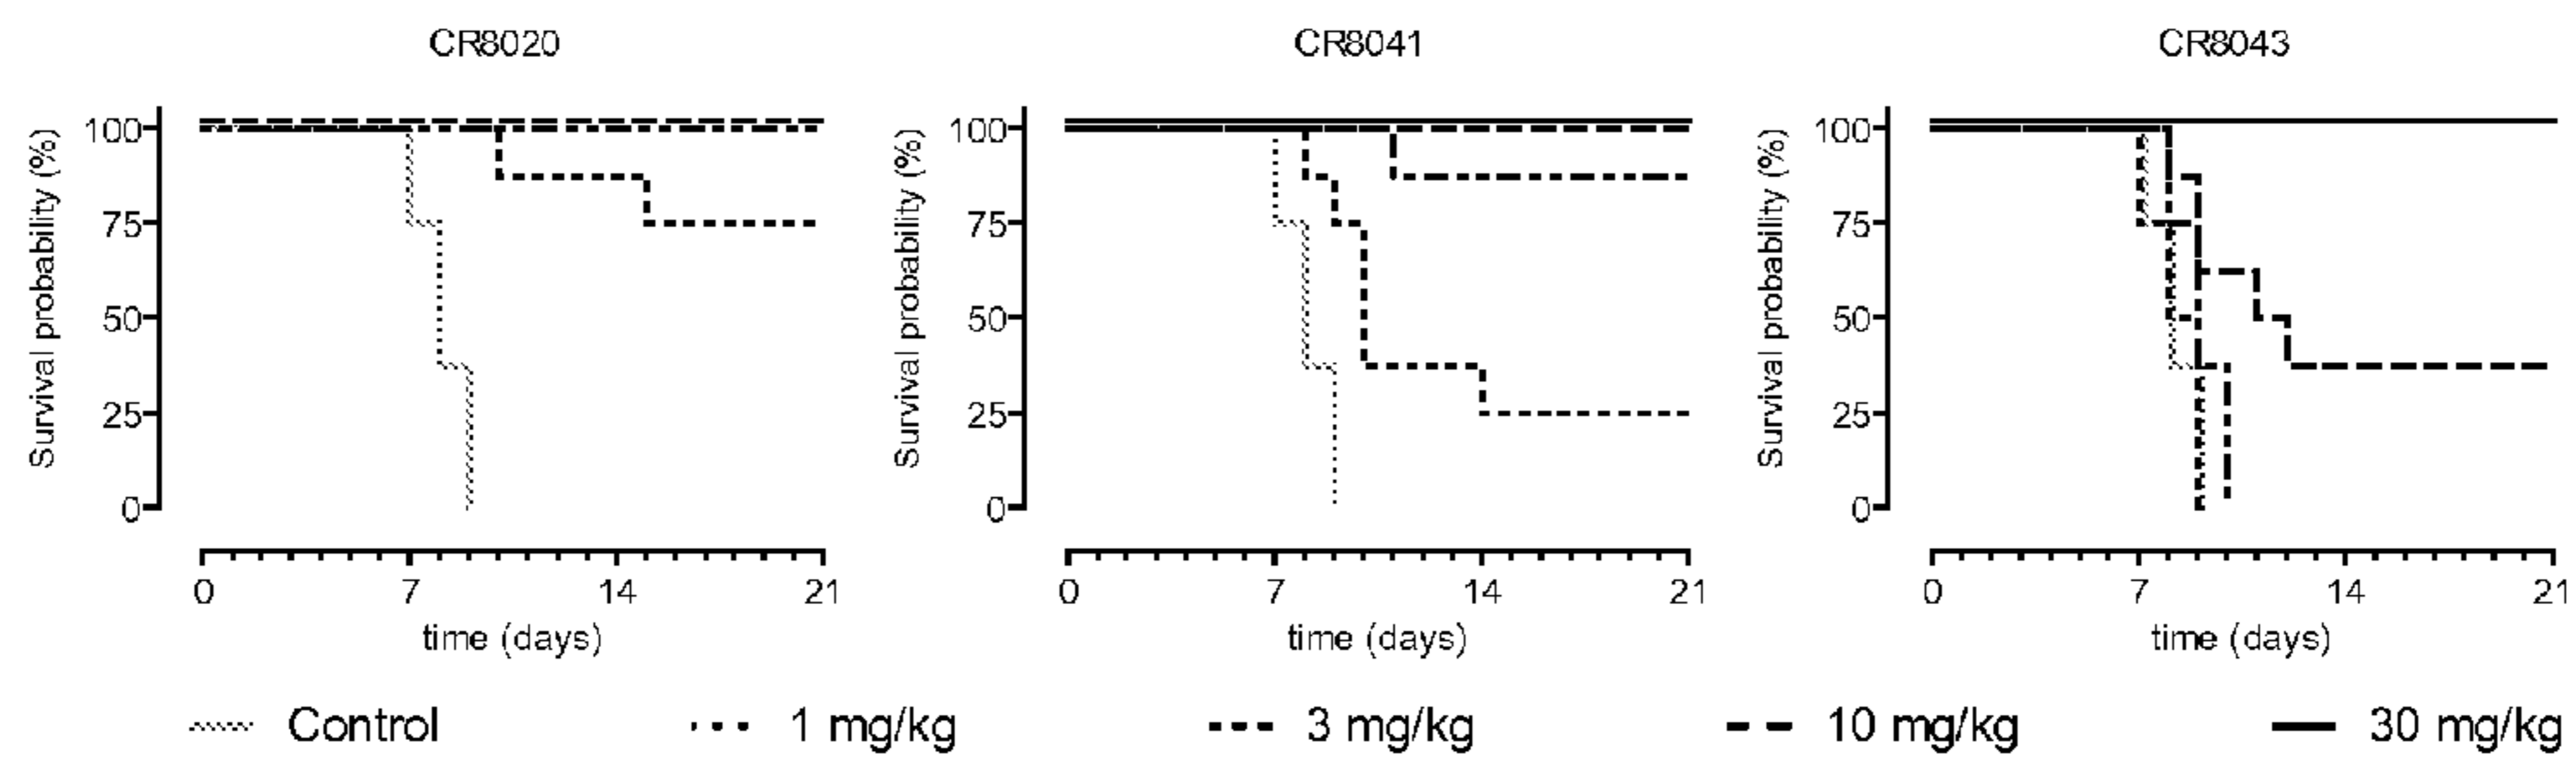 CR8020
CR8041
CR8043
Survival probability (%)
100
75
50
25
0
0 7 14 21
time (days)
Survival probability (%)
100
75
50
25
0
0 7 14 21
time (days)
Survival probability (%)
100
75
50
25
0
0 7 14 21
time (days)
Control 1 mg/kg 3 mg/kg 10 mg/kg 30 mg/kg